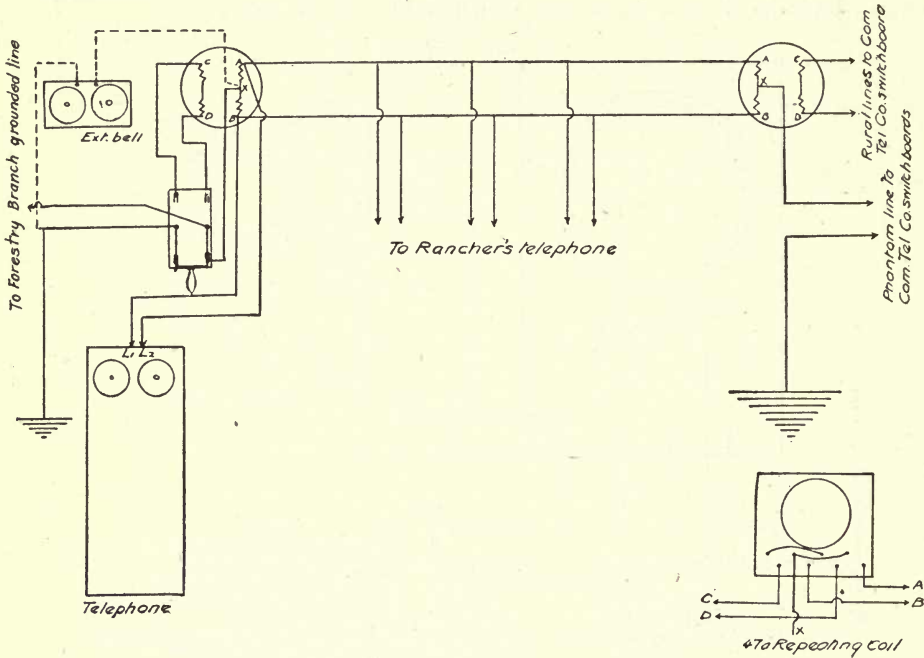 To Forestry Branch grounded line
Ext. bell
C
A
X
D
B
A
C
X
B
D
Rural lines to Com
Tel Co. switchboard
To Rancher's telephone
Phantom line to
Com. Tel Co. switchboards
L1 L2
Telephone
A
C
B
D
X
47a Repeating Coil